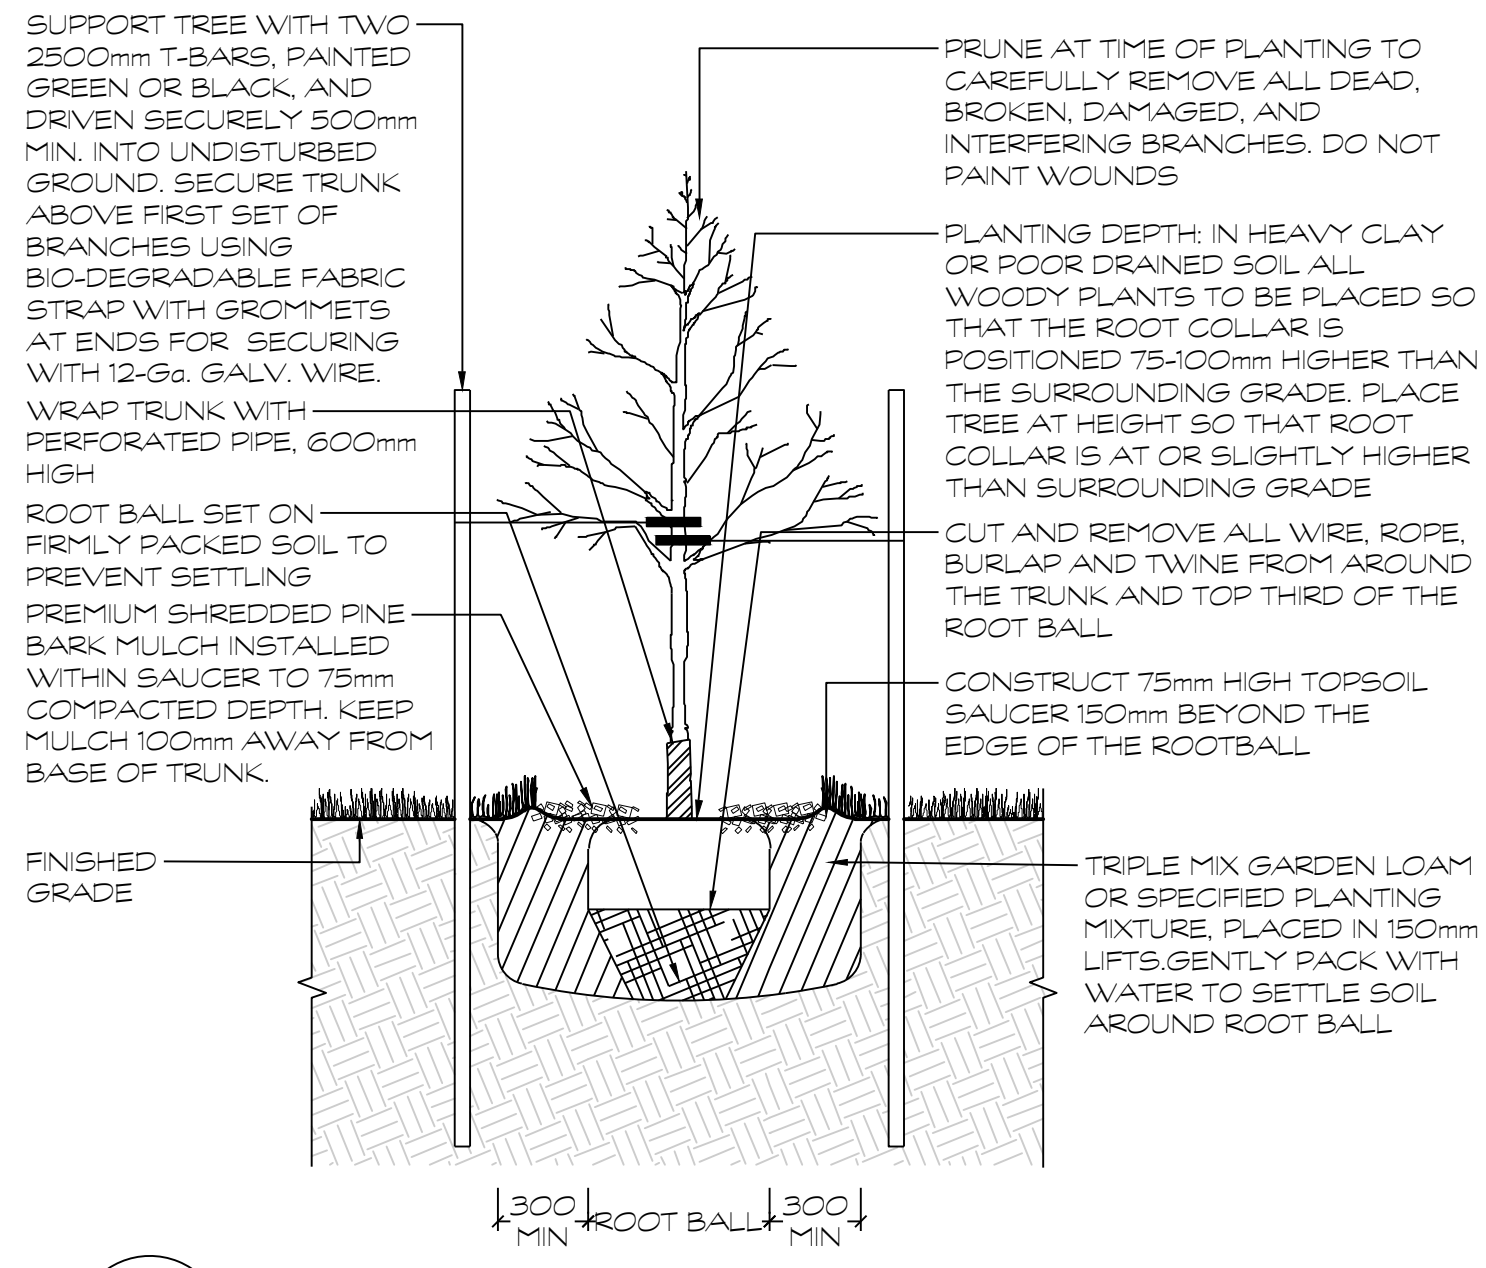 SUPPORT TREE WITH TWO
2500mm T-BARS, PAINTED
GREEN OR BLACK, AND
DRIVEN SECURELY 500mm
MIN. INTO UNDISTURBED
GROUND. SECURE TRUNK
ABOVE FIRST SET OF
BRANCHES USING
BIO-DEGRADABLE FABRIC
STRAP WITH GROMMETS
AT ENDS FOR SECURING
WITH 12-Ga. GALV. WIRE.
WRAP TRUNK WITH
PERFORATED PIPE, 600mm
HIGH
ROOT BALL SET ON
FIRMLY PACKED SOIL TO
PREVENT SETTLING
PREMIUM SHREDDED PINE
BARK MULCH INSTALLED
WITHIN SAUCER TO 75mm
COMPACTED DEPTH. KEEP
MULCH 100mm AWAY FROM
BASE OF TRUNK.
FINISHED
GRADE
PRUNE AT TIME OF PLANTING TO
CAREFULLY REMOVE ALL DEAD,
BROKEN, DAMAGED, AND
INTERFERING BRANCHES. DO NOT
PAINT WOUNDS
PLANTING DEPTH: IN HEAVY CLAY
OR POOR DRAINED SOIL ALL
WOODY PLANTS TO BE PLACED SO
THAT THE ROOT COLLAR IS
POSITIONED 75-100mm HIGHER THAN
THE SURROUNDING GRADE. PLACE
TREE AT HEIGHT SO THAT ROOT
COLLAR IS AT OR SLIGHTLY HIGHER
THAN SURROUNDING GRADE
CUT AND REMOVE ALL WIRE, ROPE,
BURLAP AND TWINE FROM AROUND
THE TRUNK AND TOP THIRD OF THE
ROOT BALL
CONSTRUCT 75mm HIGH TOPSOIL
SAUCER 150mm BEYOND THE
EDGE OF THE ROOTBALL
TRIPLE MIX GARDEN LOAM
OR SPECIFIED PLANTING
MIXTURE, PLACED IN 150mm
LIFTS.GENTLY PACK WITH
WATER TO SETTLE SOIL
AROUND ROOT BALL
300
MIN
ROOT BALL
300
MIN